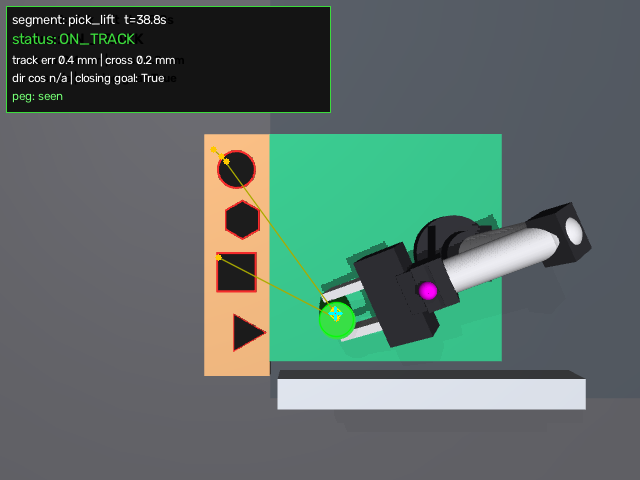 segment: pick_lift t=38.8s
status: ON_TRACK
track err 0.4 mm | cross 0.2 mm
dir cos n/a | closing goal: True
peg: seen